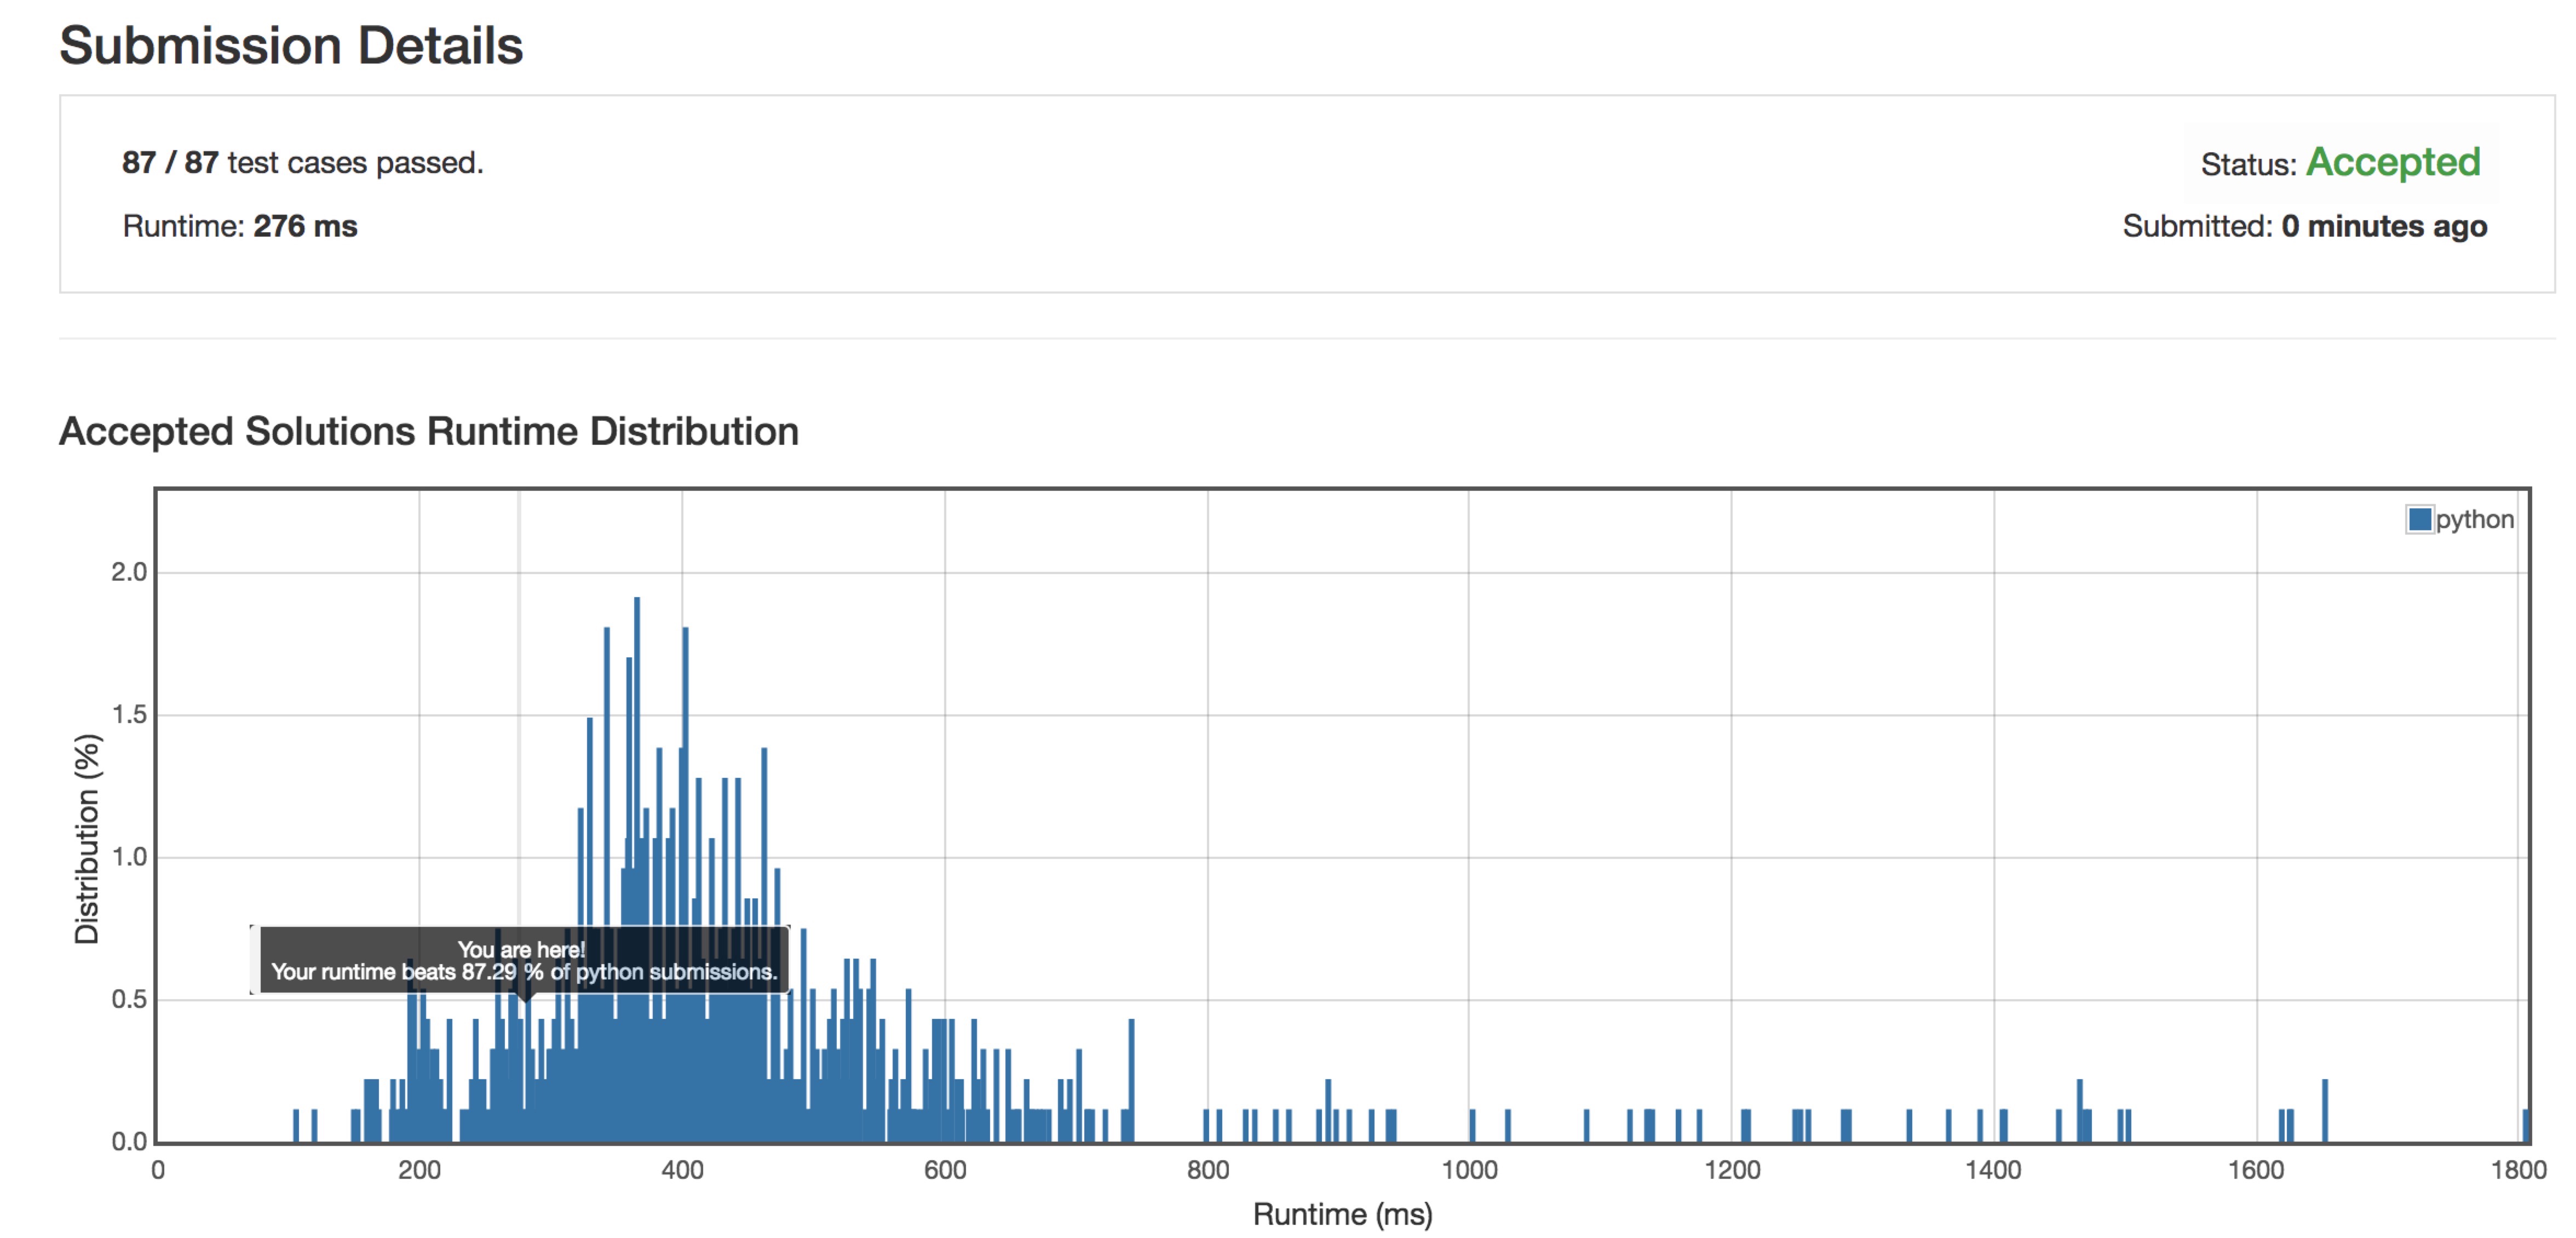 Submission Details
87 / 87 test cases passed.
Status: Accepted
Runtime: 276 ms
Submitted: 0 minutes ago
Accepted Solutions Runtime Distribution
python
2.0
1.5
1.0
0.5
0.0
Distribution (%)
You are here!
Your runtime beats 87.29 % of python submissions.
0 200 400 600 800 1000 1200 1400 1600 1800
Runtime (ms)